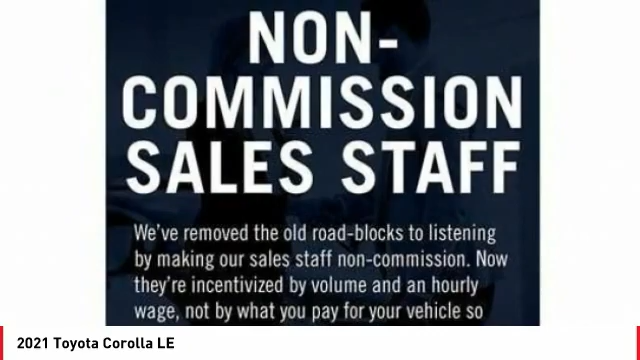 NON-
COMMISSION
SALES STAFF
We've removed the old road-blocks to listening
by making our sales staff non-commission. Now
they're incentivized by volume and an hourly
wage, not by what you pay for your vehicle so
2021 Toyota Corolla LE